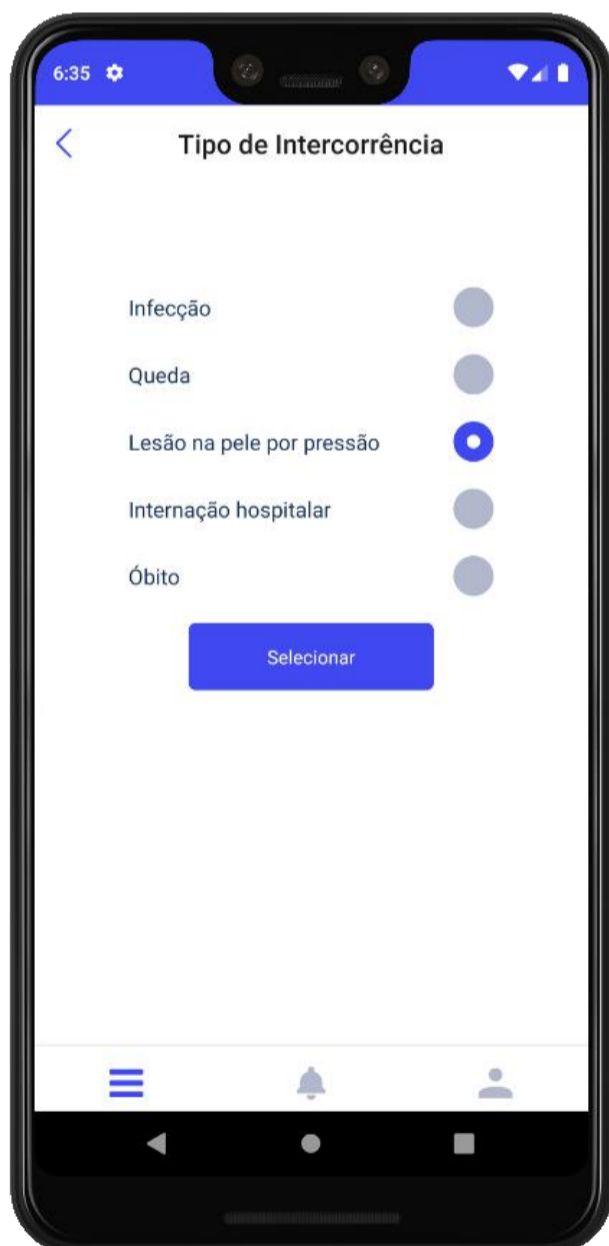 6:35
Tipo de Intercorrência
Infecção
Queda
Lesão na pele por pressão
Internação hospitalar
Óbito
Selecionar